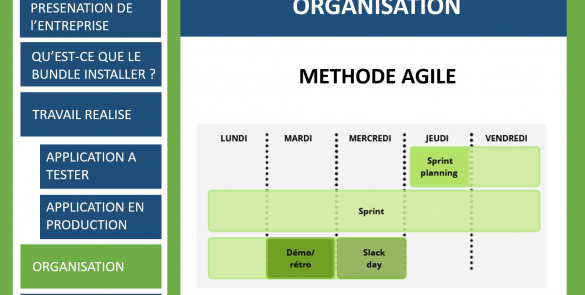 PRESENATION DE
l'ENTREPRISE
QU'EST-CE QUE LE
BUNDLE INSTALLER ?
TRAVAIL REALISE
APPLICATION A
TESTER
APPLICATION EN
PRODUCTION
ORGANISATION
ORGANISATION
METHODE AGILE
LUNDI MARDI MERCREDI JEUDI VENDREDI
Sprint
planning
Sprint
Démo/
rétro
Slack
day